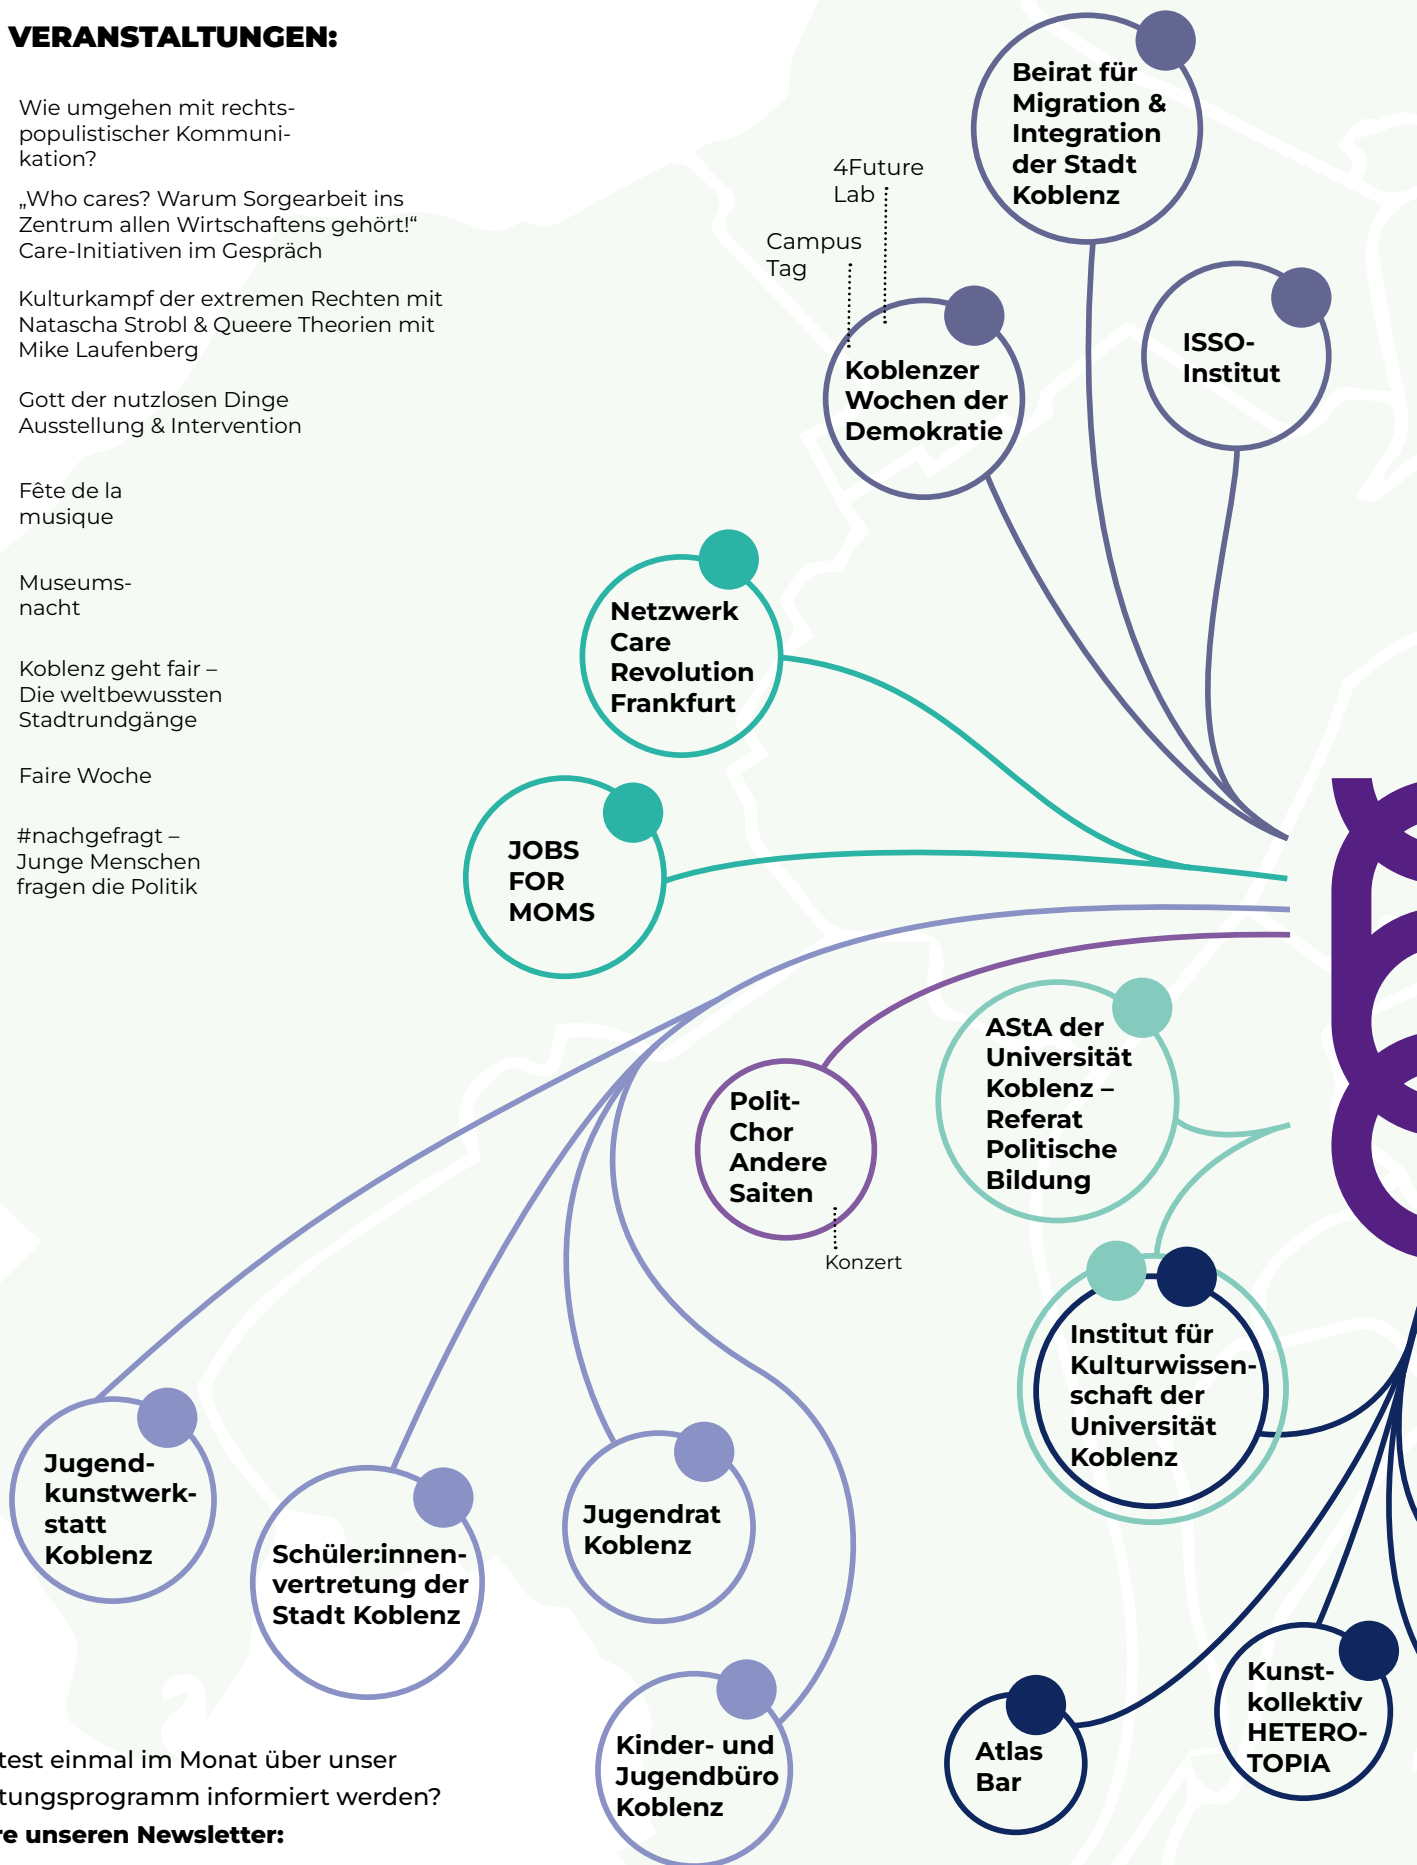 VERANSTALTUNGEN:
Wie umgehen mit rechts-
populistischer Kommuni-
kation?
„Who cares? Warum Sorgearbeit ins
Zentrum allen Wirtschaftens gehört!“
Care-Initiativen im Gespräch
Kulturkampf der extremen Rechten mit
Natascha Strobl & Queere Theorien mit
Mike Laufenberg
Gott der nutzlosen Dinge
Ausstellung & Intervention
Fête de la
musique
Museums-
nacht
Koblenz geht fair –
Die weltbewussten
Stadtrundgänge
Faire Woche
#nachgefragt –
Junge Menschen
fragen die Politik
Beirat für
Migration &
Integration
der Stadt
Koblenz
4Future
Lab
Campus
Tag
Koblenzer
Wochen der
Demokratie
ISSO-
Institut
Netzwerk
Care
Revolution
Frankfurt
JOBS
FOR
MOMS
Polit-
Chor
Andere
Saiten
Konzert
AStA der
Universität
Koblenz –
Referat
Politische
Bildung
Institut für
Kulturwissen-
schaft der
Universität
Koblenz
Jugend-
kunstwerk-
statt
Koblenz
Schüler:innen-
vertretung der
Stadt Koblenz
Jugendrat
Koblenz
Kinder- und
Jugendbüro
Koblenz
Atlas
Bar
Kunst-
kollektiv
HETERO-
TOPIA
test einmal im Monat über unser
tungsprogramm informiert werden?
re unseren Newsletter: